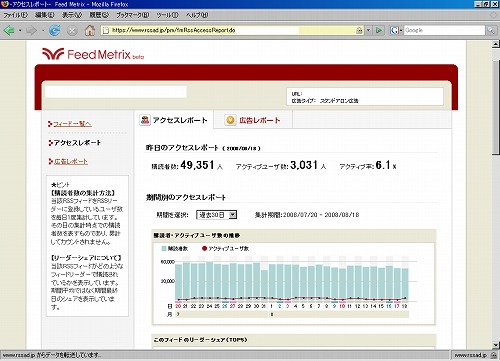 -アクセスレポート- Feed Metrix - Mozilla Firefox
ファイル(F) 編集(E) 表示(V) 履歴(S) ブックマーク(B) ツール(T) ヘルプ(H)
https://www.rssad.jp/pm/fmRssAccessReport.do
Google
FeedMetrix beta
URL:
広告タイプ: スタンドアロン広告
フィード一覧へ
アクセスレポート
広告レポート
★ヒント
【購読者数の集計方法】
当該RSSフィードをRSSリー
ダーに登録しているユーザ数
を毎日1度集計しています。
その日の集計時点での購読
者数を表すものであり、累計
してカウントされません。
【リーダーシェアについて】
当該RSSフィードがどのよう
なフィードリーダーで購読されて
いるかを表示しています。
期間平均ではなく期間最終
日のシェアを表示していま
す。
アクセスレポート 広告レポート
昨日のアクセスレポート ( 2008/08/18 )
購読者数: 49,351 人 アクティブユーザ数: 3,031 人 アクティブ率: 6.1 %
期間別のアクセスレポート
期間を選択: 過去30日 集計期間:2008/07/20 - 2008/08/18
購読者・アクティブユーザ数の推移
購読者数 アクティブユーザ数
60,000
30,000
0
日 20 21 22 23 24 25 26 27 28 29 30 31 1 2 3 4 5 6 7 8 9 10 11 12 13 14 15 16 17 18
月 7 8
このフィードのリーダーシェア(TOP5)
www.rssad.jp からデータを転送しています...
www.rssad.jp